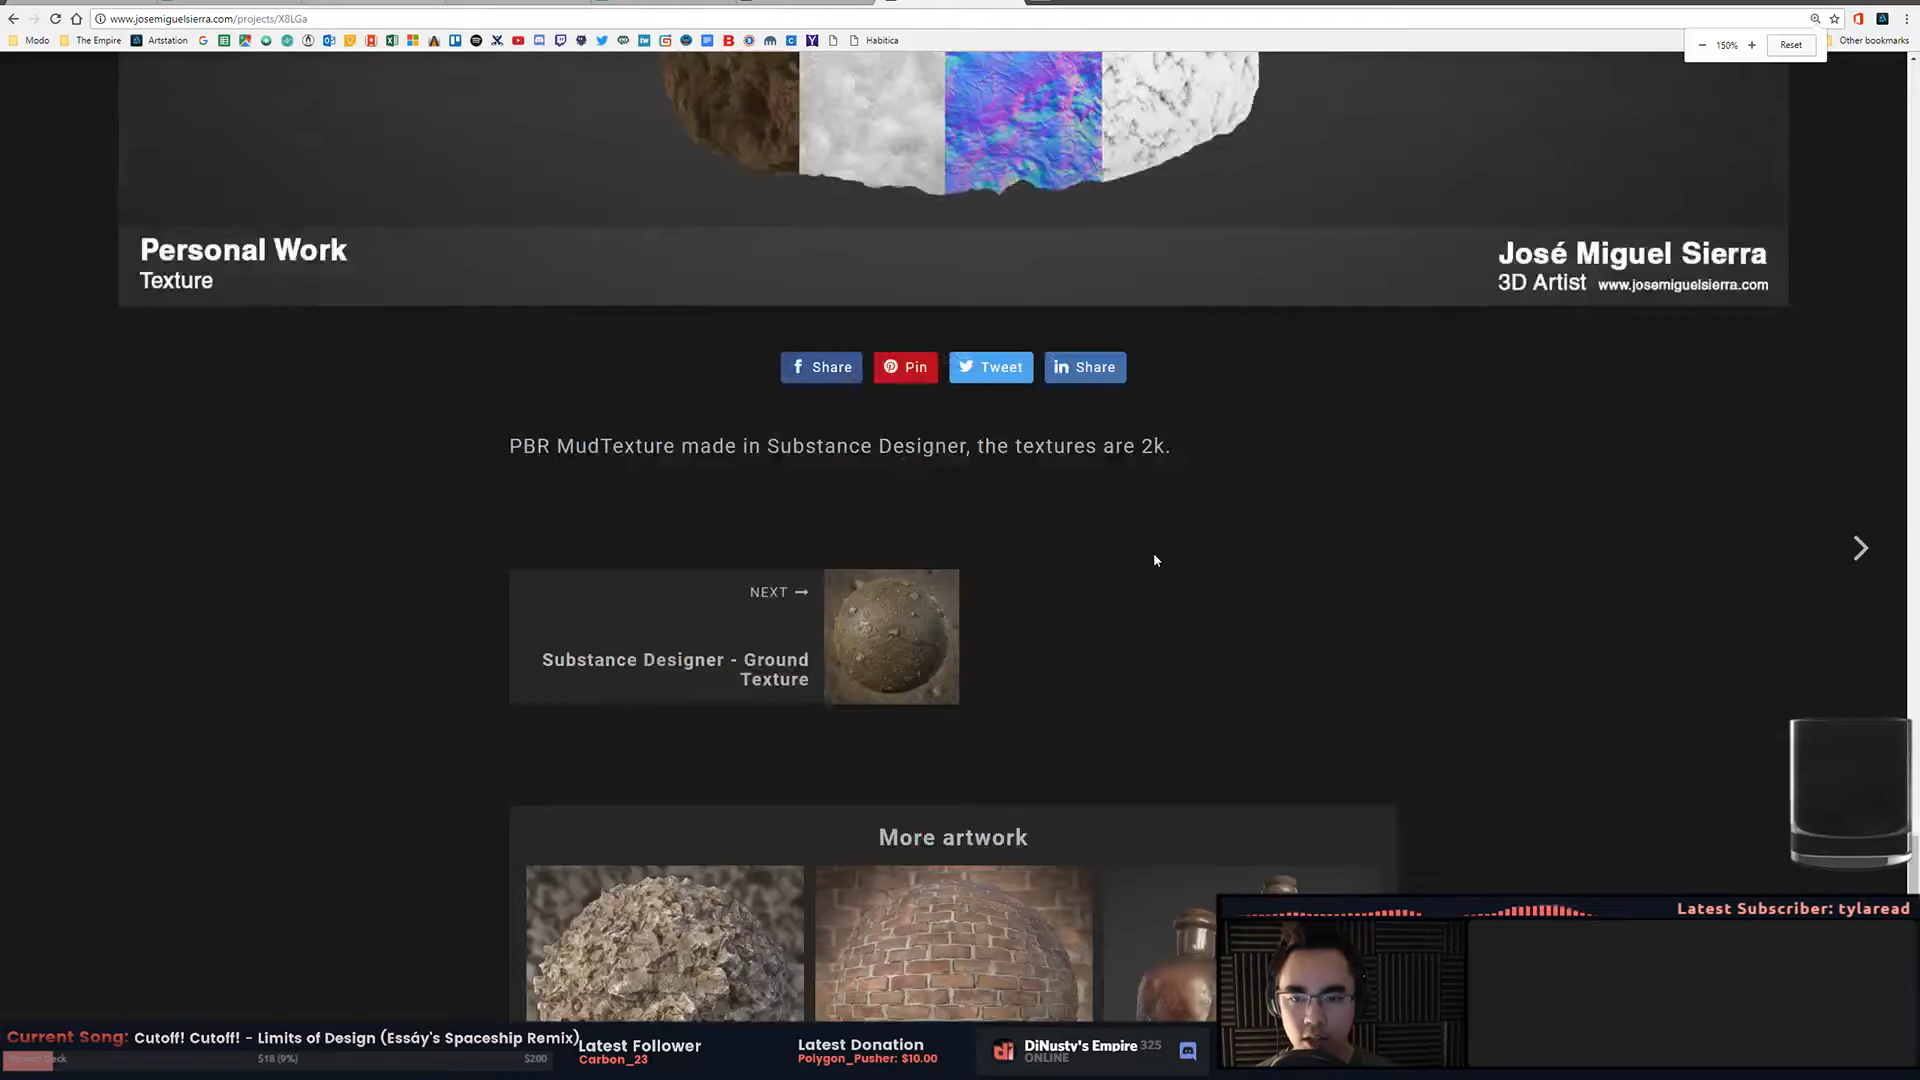 www.josemiguelsierra.com/projects/X8LGa
Modo
The Empire
Artstation
Habitica
150%
Reset
Other bookmarks
Personal Work
Texture
José Miguel Sierra
3D Artist www.josemiguelsierra.com
Share
Pin
Tweet
Share
PBR MudTexture made in Substance Designer, the textures are 2k.
NEXT
Substance Designer - Ground
Texture
More artwork
Latest Subscriber: tylaread
Current Song: Cutoff! Cutoff! - Limits of Design (Essáy's Spaceship Remix)
Deck
$18 (9%)
$200
Latest Follower
Carbon_23
Latest Donation
Polygon_Pusher: $10.00
DiNusty's Empire 325
ONLINE